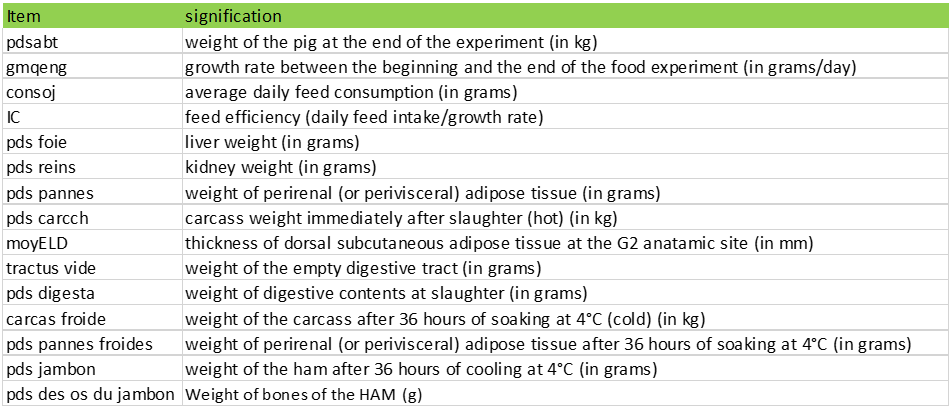 Item signification
pdsabt weight of the pig at the end of the experiment (in kg)
gmqeng growth rate between the beginning and the end of the food experiment (in grams/day)
consoj average daily feed consumption (in grams)
IC feed efficiency (daily feed intake/growth rate)
pds foie liver weight (in grams)
pds reins kidney weight (in grams)
pds pannes weight of perirenal (or perivisceral) adipose tissue (in grams)
pds carcch carcass weight immediately after slaughter (hot) (in kg)
moyELD thickness of dorsal subcutaneous adipose tissue at the G2 anatamic site (in mm)
tractus vide weight of the empty digestive tract (in grams)
pds digesta weight of digestive contents at slaughter (in grams)
carcas froide weight of the carcass after 36 hours of soaking at 4°C (cold) (in kg)
pds pannes froides weight of perirenal (or perivisceral) adipose tissue after 36 hours of soaking at 4°C (in grams)
pds jambon weight of the ham after 36 hours of cooling at 4°C (in grams)
pds des os du jambon Weight of bones of the HAM (g)